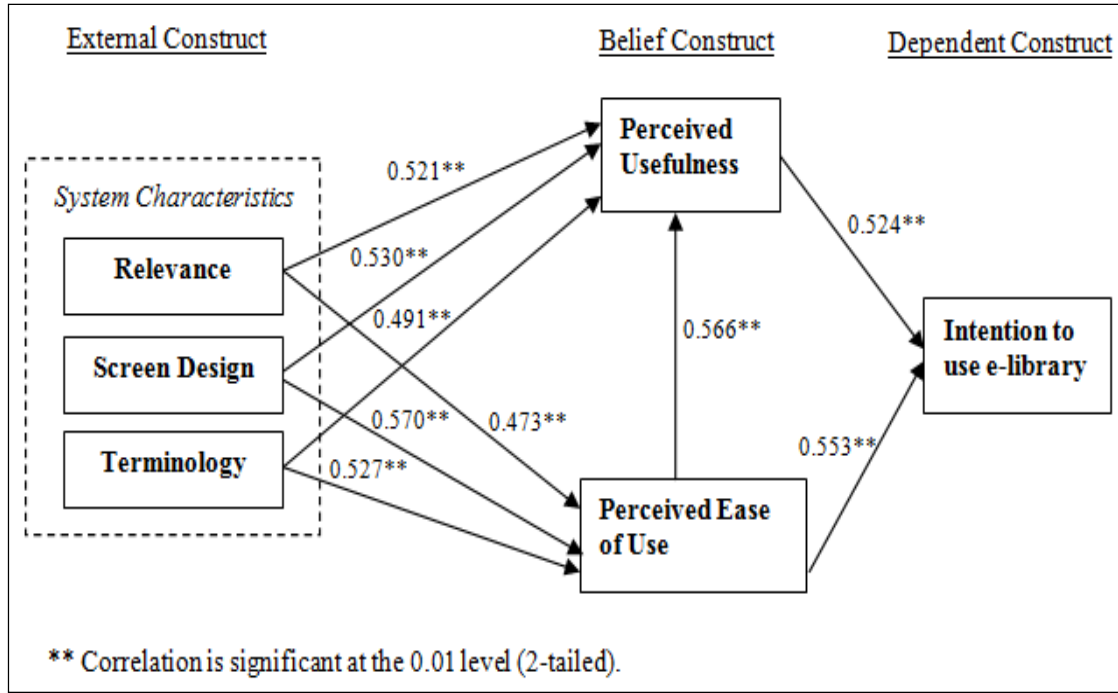 External Construct
Belief Construct
Dependent Construct
System Characteristics
Relevance
Screen Design
Terminology
0.521**
0.530**
0.491**
0.570**
0.473**
0.527**
Perceived
Usefulness
0.566**
Perceived Ease
of Use
0.524**
0.553**
Intention to
use e-library
** Correlation is significant at the 0.01 level (2-tailed).